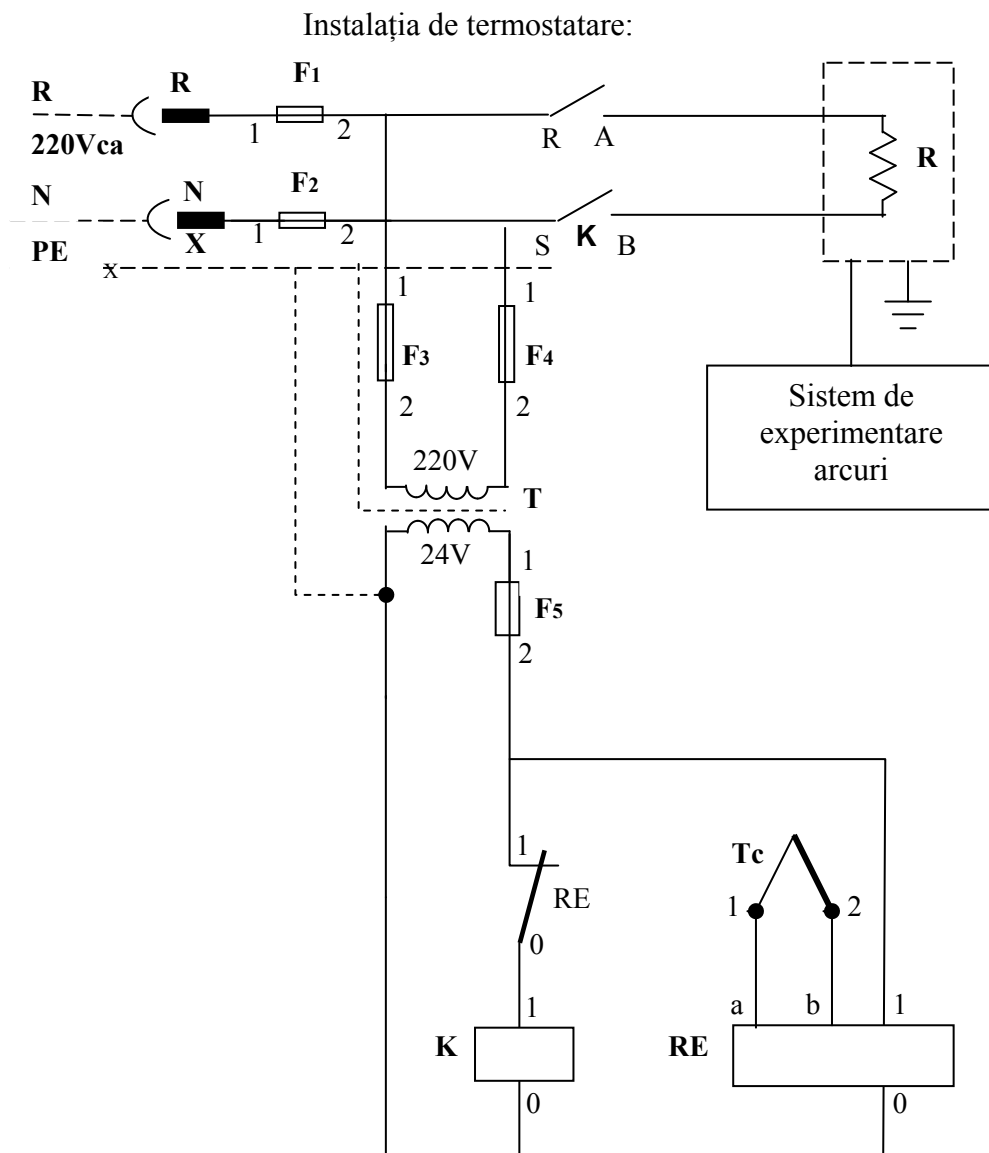 Instalația de termostatare:
R
R
F1
1
2
R
A
R
220Vca
N
N
F2
1
2
S
K
B
PE
X
x
1
1
F3
F4
2
2
220V
T
24V
1
F5
2
1
RE
0
Tc
1
2
a
b
1
1
K
RE
0
0
Sistem de
experimentare
arcuri